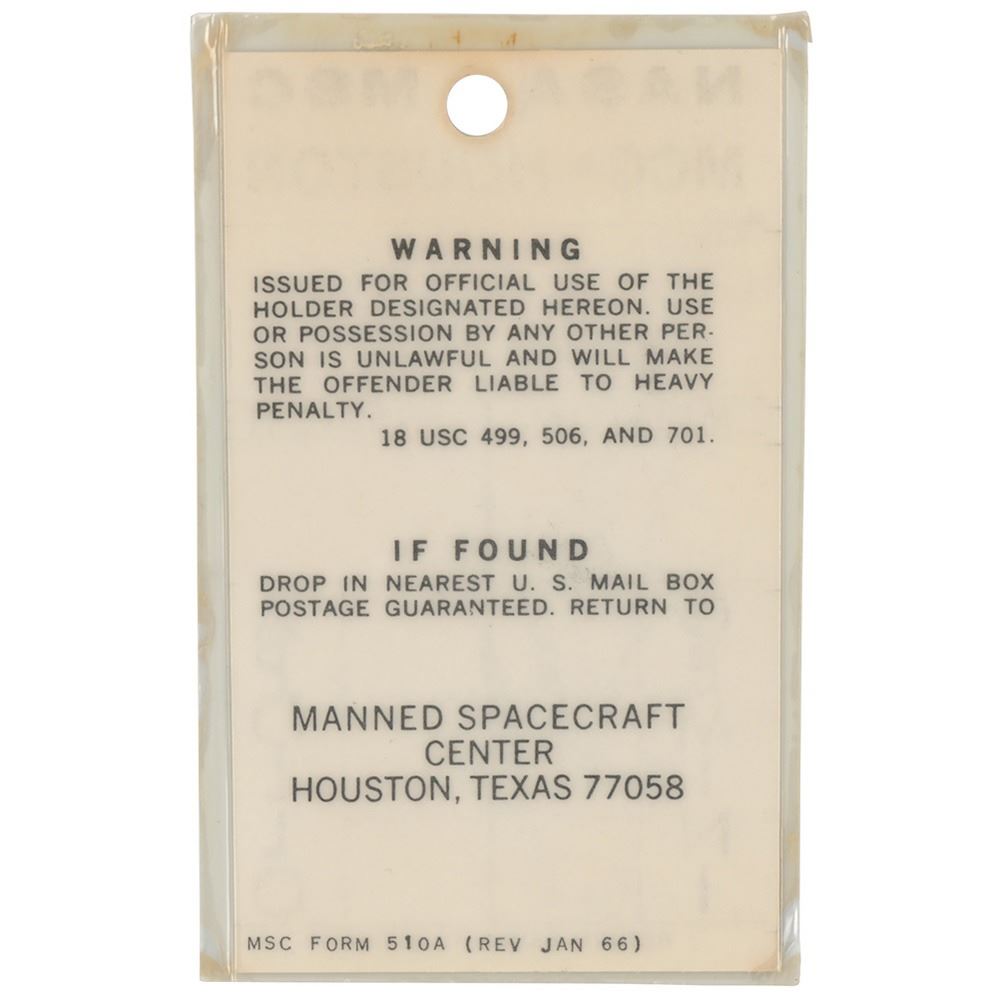 WARNING
ISSUED FOR OFFICIAL USE OF THE
HOLDER DESIGNATED HEREON. USE
OR POSSESSION BY ANY OTHER PER-
SON IS UNLAWFUL AND WILL MAKE
THE OFFENDER LIABLE TO HEAVY
PENALTY.
18 USC 499, 506, AND 701.
IF FOUND
DROP IN NEAREST U. S. MAIL BOX
POSTAGE GUARANTEED. RETURN TO
MANNED SPACECRAFT
CENTER
HOUSTON, TEXAS 77058
MSC FORM 510A (REV JAN 66)